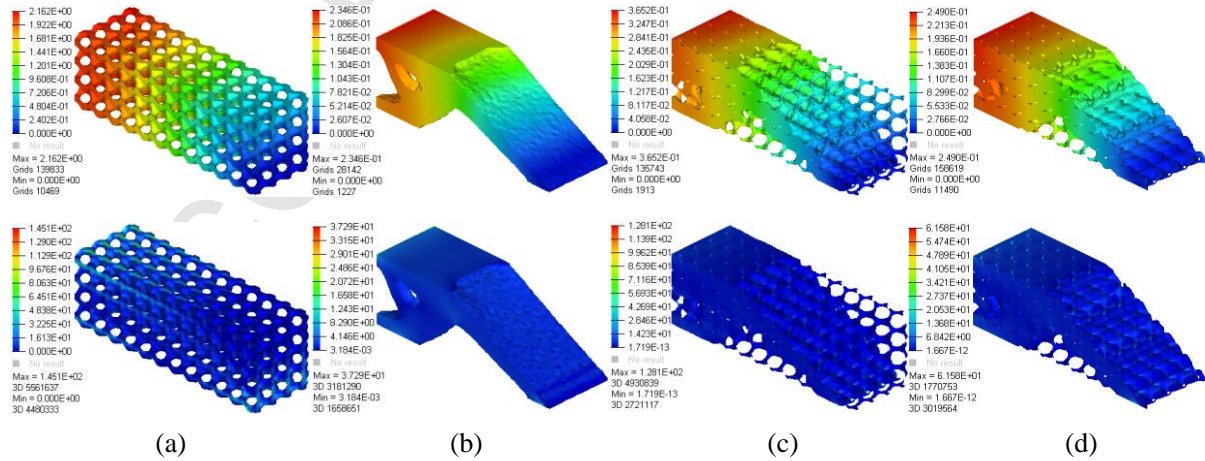 2.162E+00
1.922E+00
1.681E+00
1.441E+00
1.201E+00
9.608E-01
7.206E-01
4.804E-01
2.402E-01
0.000E+00
No result
Max = 2.162E+00
Grids 139833
Min = 0.000E+00
Grids 10469
2.346E-01
2.086E-01
1.825E-01
1.564E-01
1.304E-01
1.043E-01
7.821E-02
5.214E-02
2.607E-02
0.000E+00
No result
Max = 2.346E-01
Grids 28142
Min = 0.000E+00
Grids 1227
3.652E-01
3.247E-01
2.841E-01
2.435E-01
2.029E-01
1.623E-01
1.217E-01
8.117E-02
4.058E-02
0.000E+00
No result
Max = 3.652E-01
Grids 135743
Min = 0.000E+00
Grids 1913
2.490E-01
2.213E-01
1.936E-01
1.660E-01
1.383E-01
1.107E-01
8.299E-02
5.533E-02
2.766E-02
0.000E+00
No result
Max = 2.490E-01
Grids 158619
Min = 0.000E+00
Grids 11490
1.451E+02
1.290E+02
1.129E+02
9.676E+01
8.063E+01
6.451E+01
4.838E+01
3.225E+01
1.613E+01
0.000E+00
No result
Max = 1.451E+02
3D 5561637
Min = 0.000E+00
3D 4480333
3.729E+01
3.315E+01
2.901E+01
2.486E+01
2.072E+01
1.658E+01
1.243E+01
8.290E+00
4.146E+00
3.184E-03
No result
Max = 3.729E+01
3D 3181290
Min = 3.184E-03
3D 1658651
1.281E+02
1.139E+02
9.962E+01
8.539E+01
7.116E+01
5.693E+01
4.269E+01
2.846E+01
1.423E+01
1.719E-13
No result
Max = 1.281E+02
3D 4930839
Min = 1.719E-13
3D 2721117
6.158E+01
5.474E+01
4.789E+01
4.105E+01
3.421E+01
2.737E+01
2.053E+01
1.368E+01
6.842E+00
1.667E-12
No result
Max = 6.158E+01
3D 1770753
Min = 1.667E-12
3D 3019564
(a)
(b)
(c)
(d)